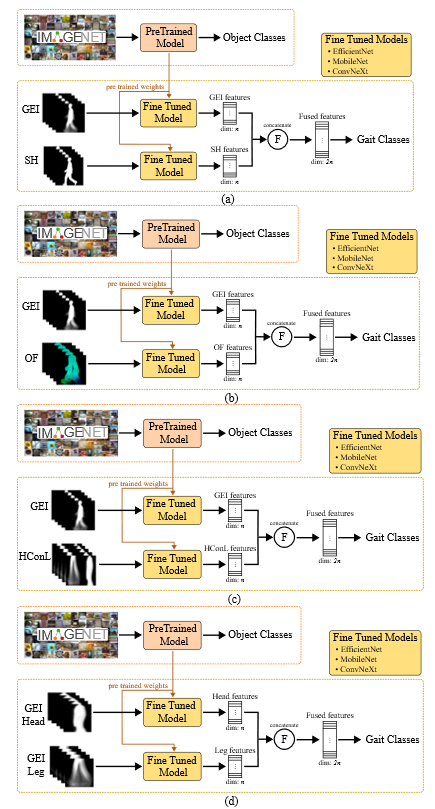 IMAGENET
PreTrained
Model
Object Classes
Fine Tuned Models
• EfficientNet
• MobileNet
• ConvNeXt
pre trained weights
GEI
Fine Tuned
Model
GEI features
dim: n
SH
Fine Tuned
Model
SH features
dim: n
concatenate
F
Fused features
dim: 2n
Gait Classes
(a)
IMAGENET
PreTrained
Model
Object Classes
Fine Tuned Models
• EfficientNet
• MobileNet
• ConvNeXt
pre trained weights
GEI
Fine Tuned
Model
GEI features
dim: n
OF
Fine Tuned
Model
OF features
dim: n
concatenate
F
Fused features
dim: 2n
Gait Classes
(b)
IMAGENET
PreTrained
Model
Object Classes
Fine Tuned Models
• EfficientNet
• MobileNet
• ConvNeXt
pre trained weights
GEI
Fine Tuned
Model
GEI features
dim: n
HConL
Fine Tuned
Model
HConL features
dim: n
concatenate
F
Fused features
dim: 2n
Gait Classes
(c)
IMAGENET
PreTrained
Model
Object Classes
Fine Tuned Models
• EfficientNet
• MobileNet
• ConvNeXt
pre trained weights
GEI
Head
Fine Tuned
Model
Head features
dim: n
GEI
Leg
Fine Tuned
Model
Leg features
dim: n
concatenate
F
Fused features
dim: 2n
Gait Classes
(d)